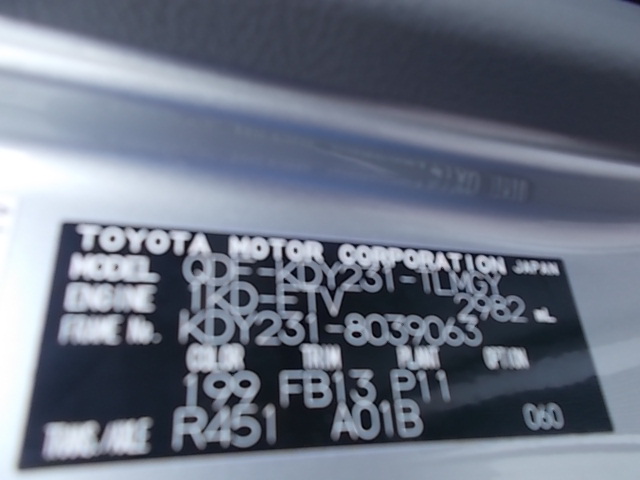 TOYOTA MOTOR CORPORATION JAPAN
MODEL QDF-KDY231-TLMGY
ENGINE 1KD-FTV 2982 mL
FRAME No. KDY231-8039063
COLOR TRIM PLANT OPTION
199 FB13 P11
TRANS./AXLE R451 A01B 060